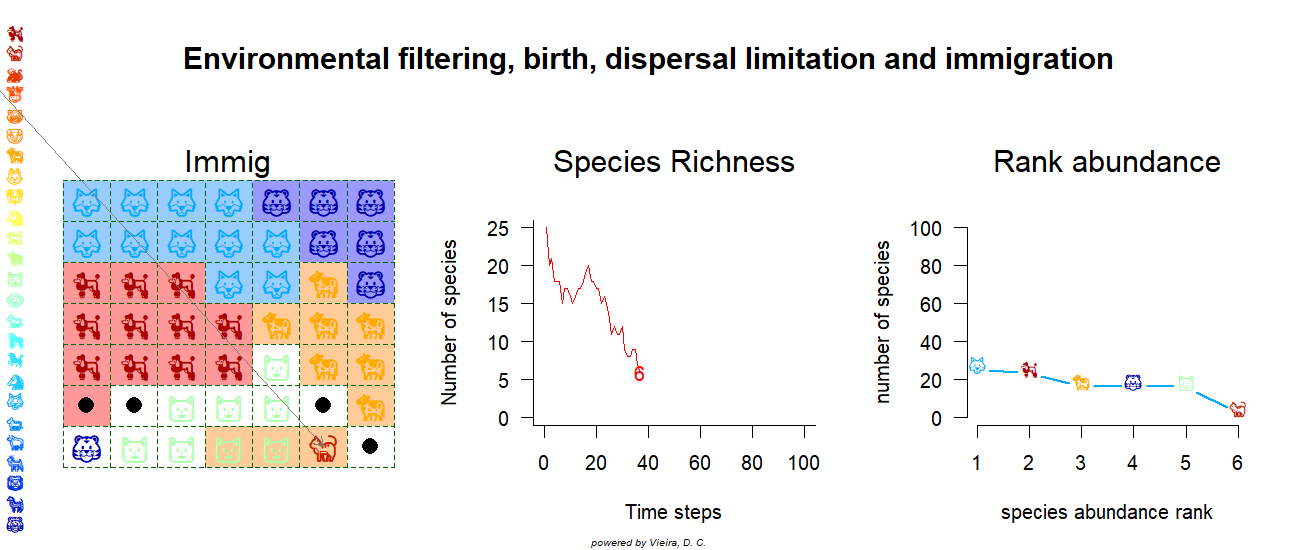 Environmental filtering, birth, dispersal limitation and immigration
Immig
Species Richness
Rank abundance
Number of species
25
20
15
10
5
0
6
0 20 40 60 80 100
Time steps
number of species
100
80
60
40
20
0
1 2 3 4 5 6
species abundance rank
powered by Vieira, D. C.